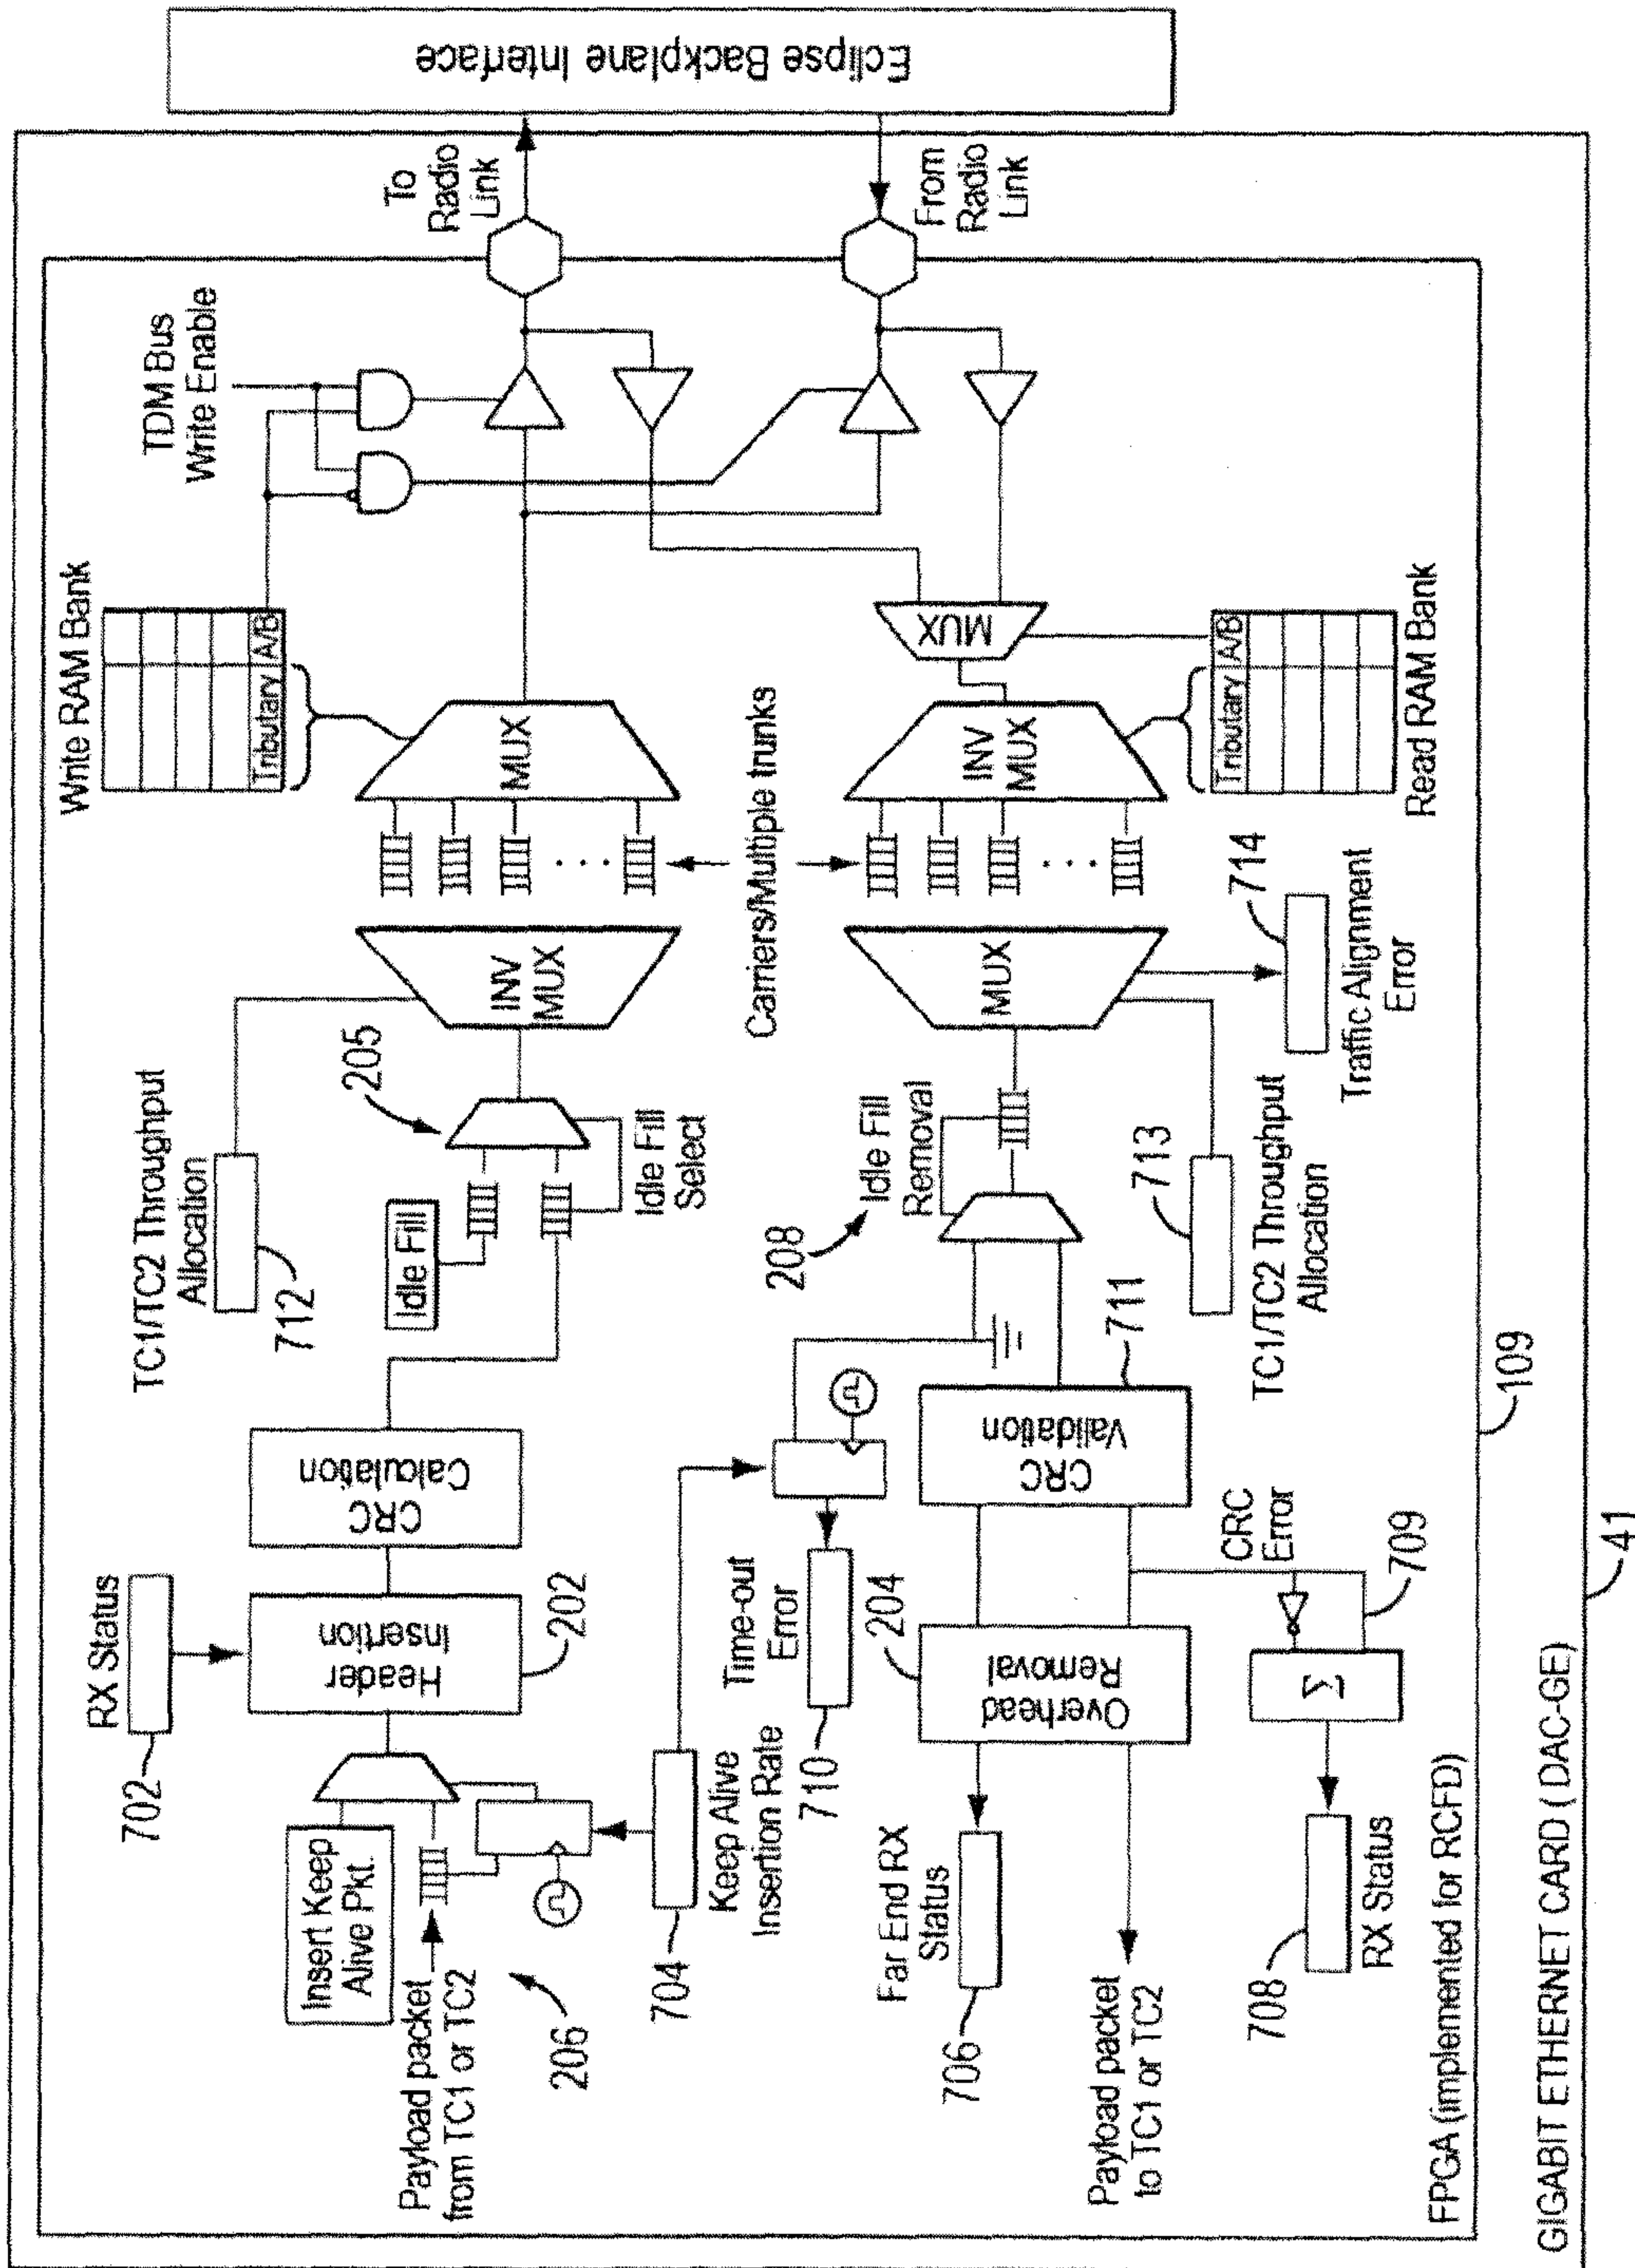 Eclipse Backplane Interface
To
Radio
Link
From
Radio
Link
TDM Bus
Write Enable
Write RAM Bank
Tributary A/B
MUX
MUX
INV
MUX
Tributary A/B
Read RAM Bank
Carriers/Multiple trunks
TC1/TC2 Throughput
Allocation
712
INV
MUX
205
Idle Fill
Idle Fill
Select
MUX
714
Traffic Alignment
Error
713
TC1/TC2 Throughput
Allocation
208
Idle Fill
Removal
RX Status
702
Header
Insertion
202
CRC
Calculation
Insert Keep
Alive Pkt.
Payload packet
from TC1 or TC2
206
704
Keep Alive
Insertion Rate
Time-out
Error
710
CRC
Validation
711
Overhead
Removal
204
CRC
Error
709
Σ
Far End RX
Status
706
Payload packet
to TC1 or TC2
708
RX Status
FPGA (implemented for RCFD)
109
GIGABIT ETHERNET CARD ( DAC-GE)
41